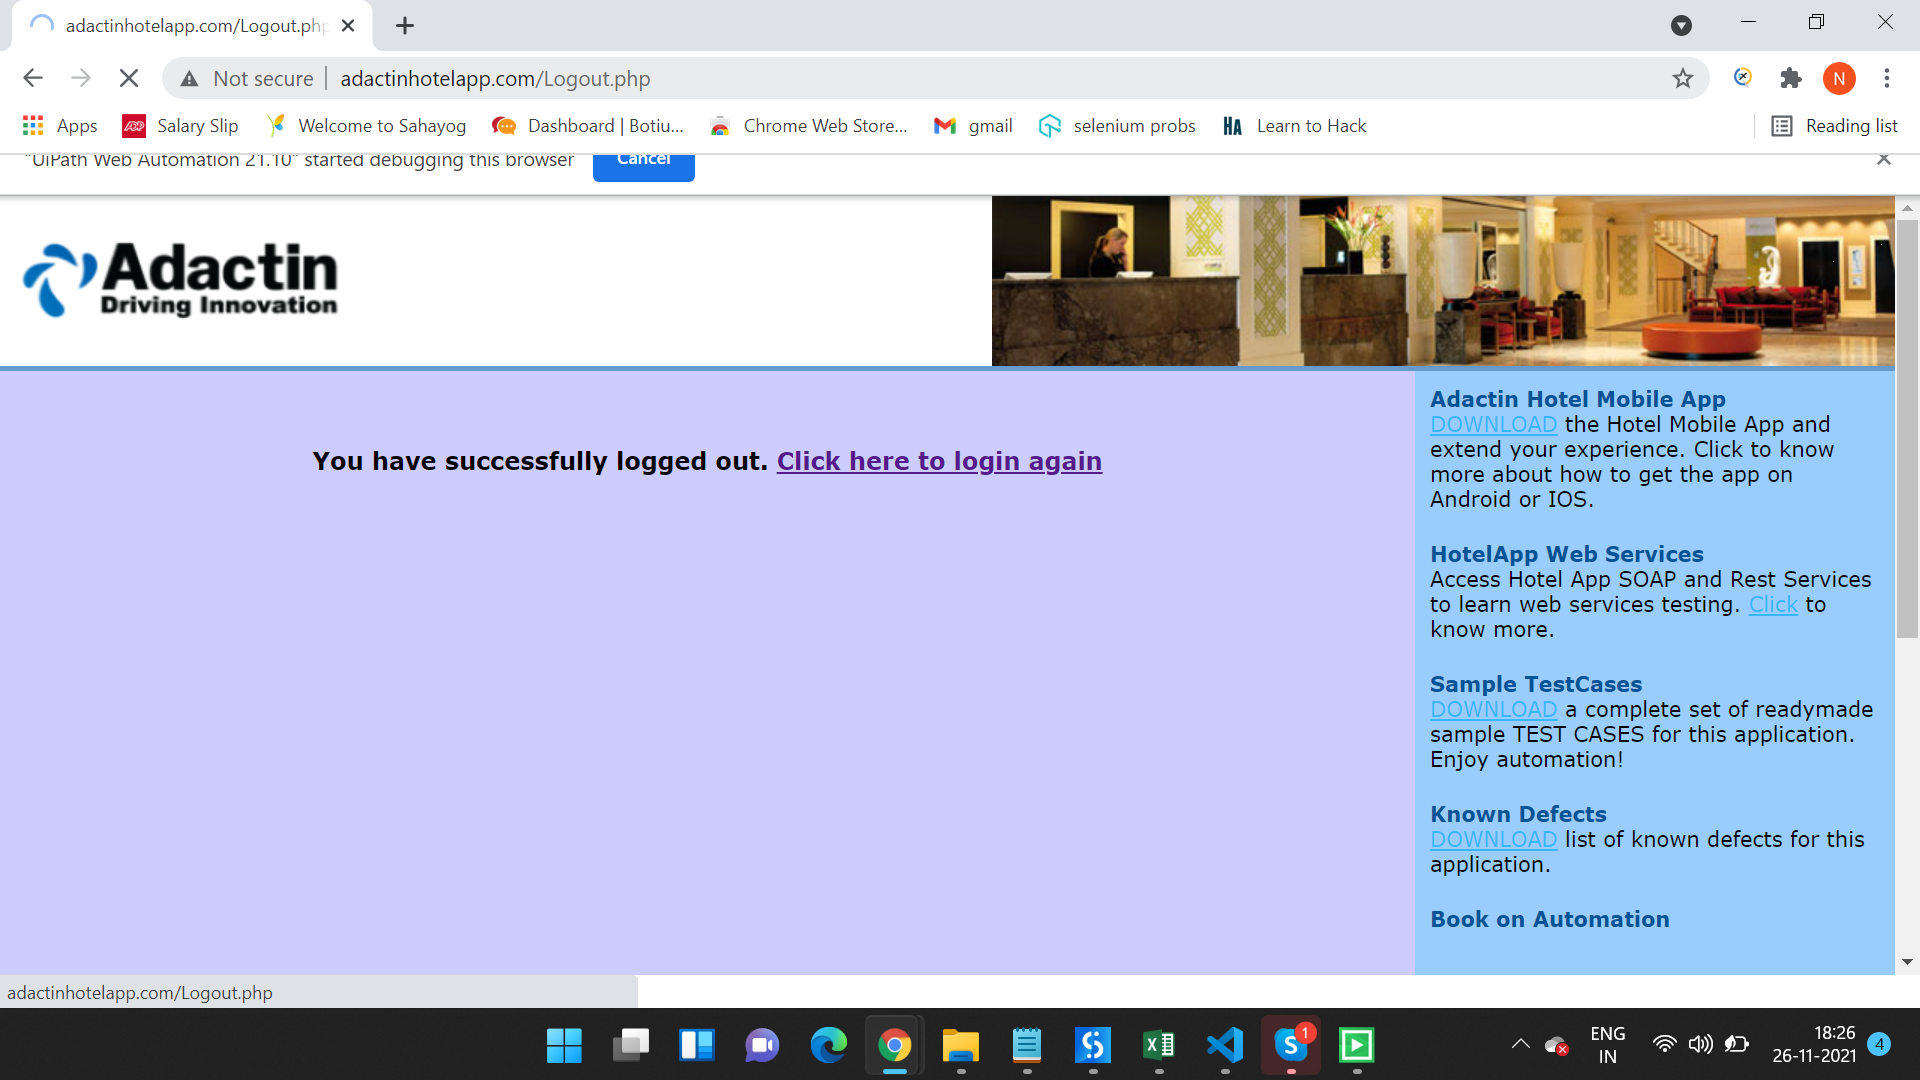 adactinhotelapp.com/Logout.php
Not secure adactinhotelapp.com/Logout.php
N
Apps
ADP Salary Slip
Welcome to Sahayog
Dashboard | Botiu...
Chrome Web Store...
gmail
selenium probs
HA Learn to Hack
Reading list
"UiPath Web Automation 21.10" started debugging this browser
Cancel
Adactin
Driving Innovation
You have successfully logged out. Click here to login again
Adactin Hotel Mobile App
DOWNLOAD the Hotel Mobile App and
extend your experience. Click to know
more about how to get the app on
Android or IOS.
HotelApp Web Services
Access Hotel App SOAP and Rest Services
to learn web services testing. Click to
know more.
Sample TestCases
DOWNLOAD a complete set of readymade
sample TEST CASES for this application.
Enjoy automation!
Known Defects
DOWNLOAD list of known defects for this
application.
Book on Automation
adactinhotelapp.com/Logout.php
1
ENG
IN
18:26
26-11-2021
4